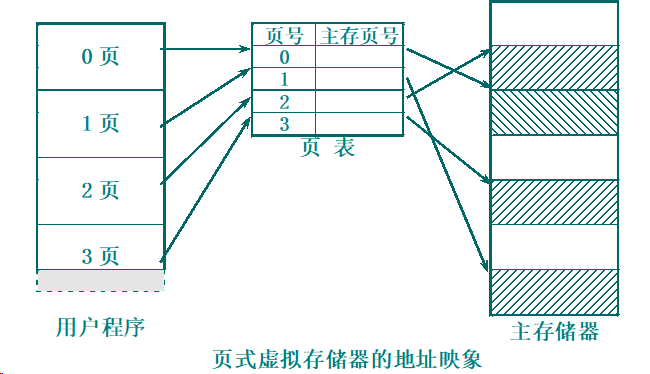 0页
1页
2页
3页
用户程序
页号 主存页号
0
1
2
3
页 表
主存储器
页式虚拟存储器的地址映象